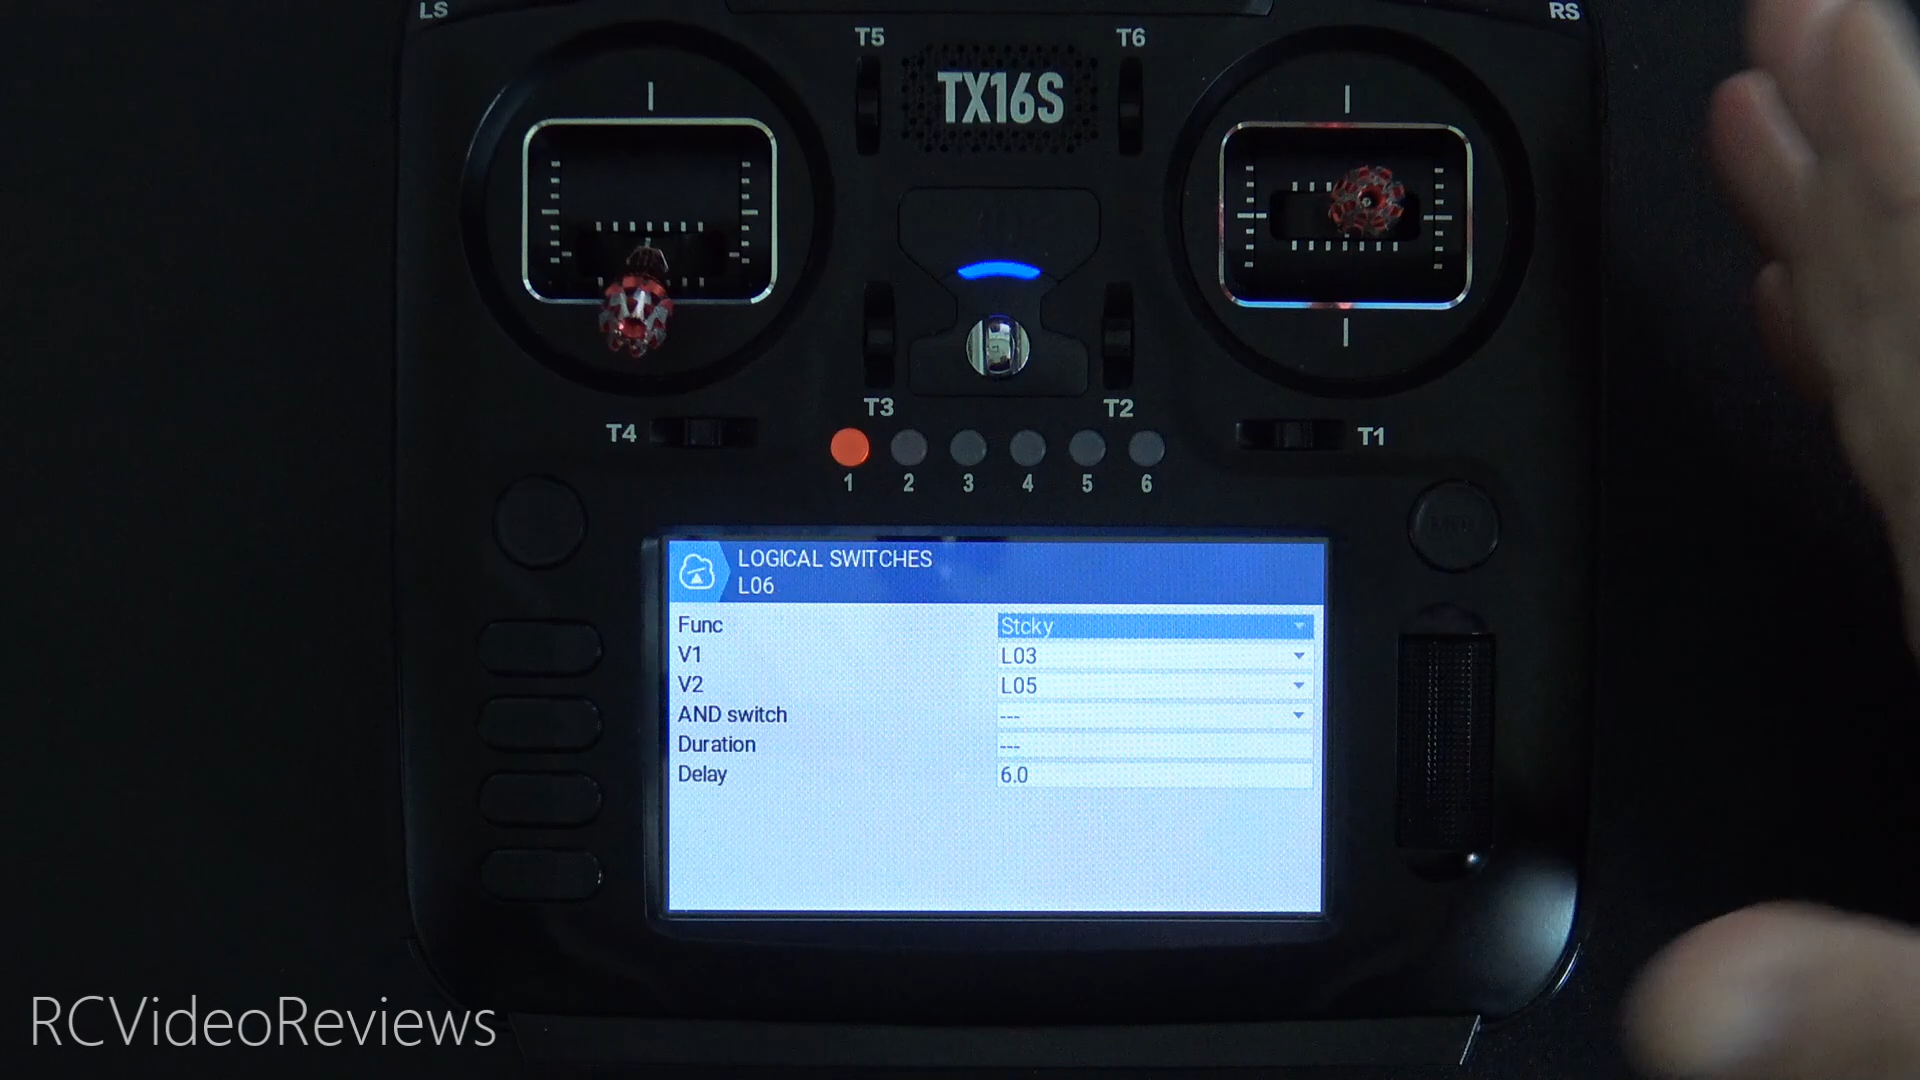 LS
RS
T5
T6
TX16S
T3
T2
T4
T1
1 2 3 4 5 6
LOGICAL SWITCHES
L06
Func Stcky
V1 L03
V2 L05
AND switch ---
Duration ---
Delay 6.0
RCVideoReviews